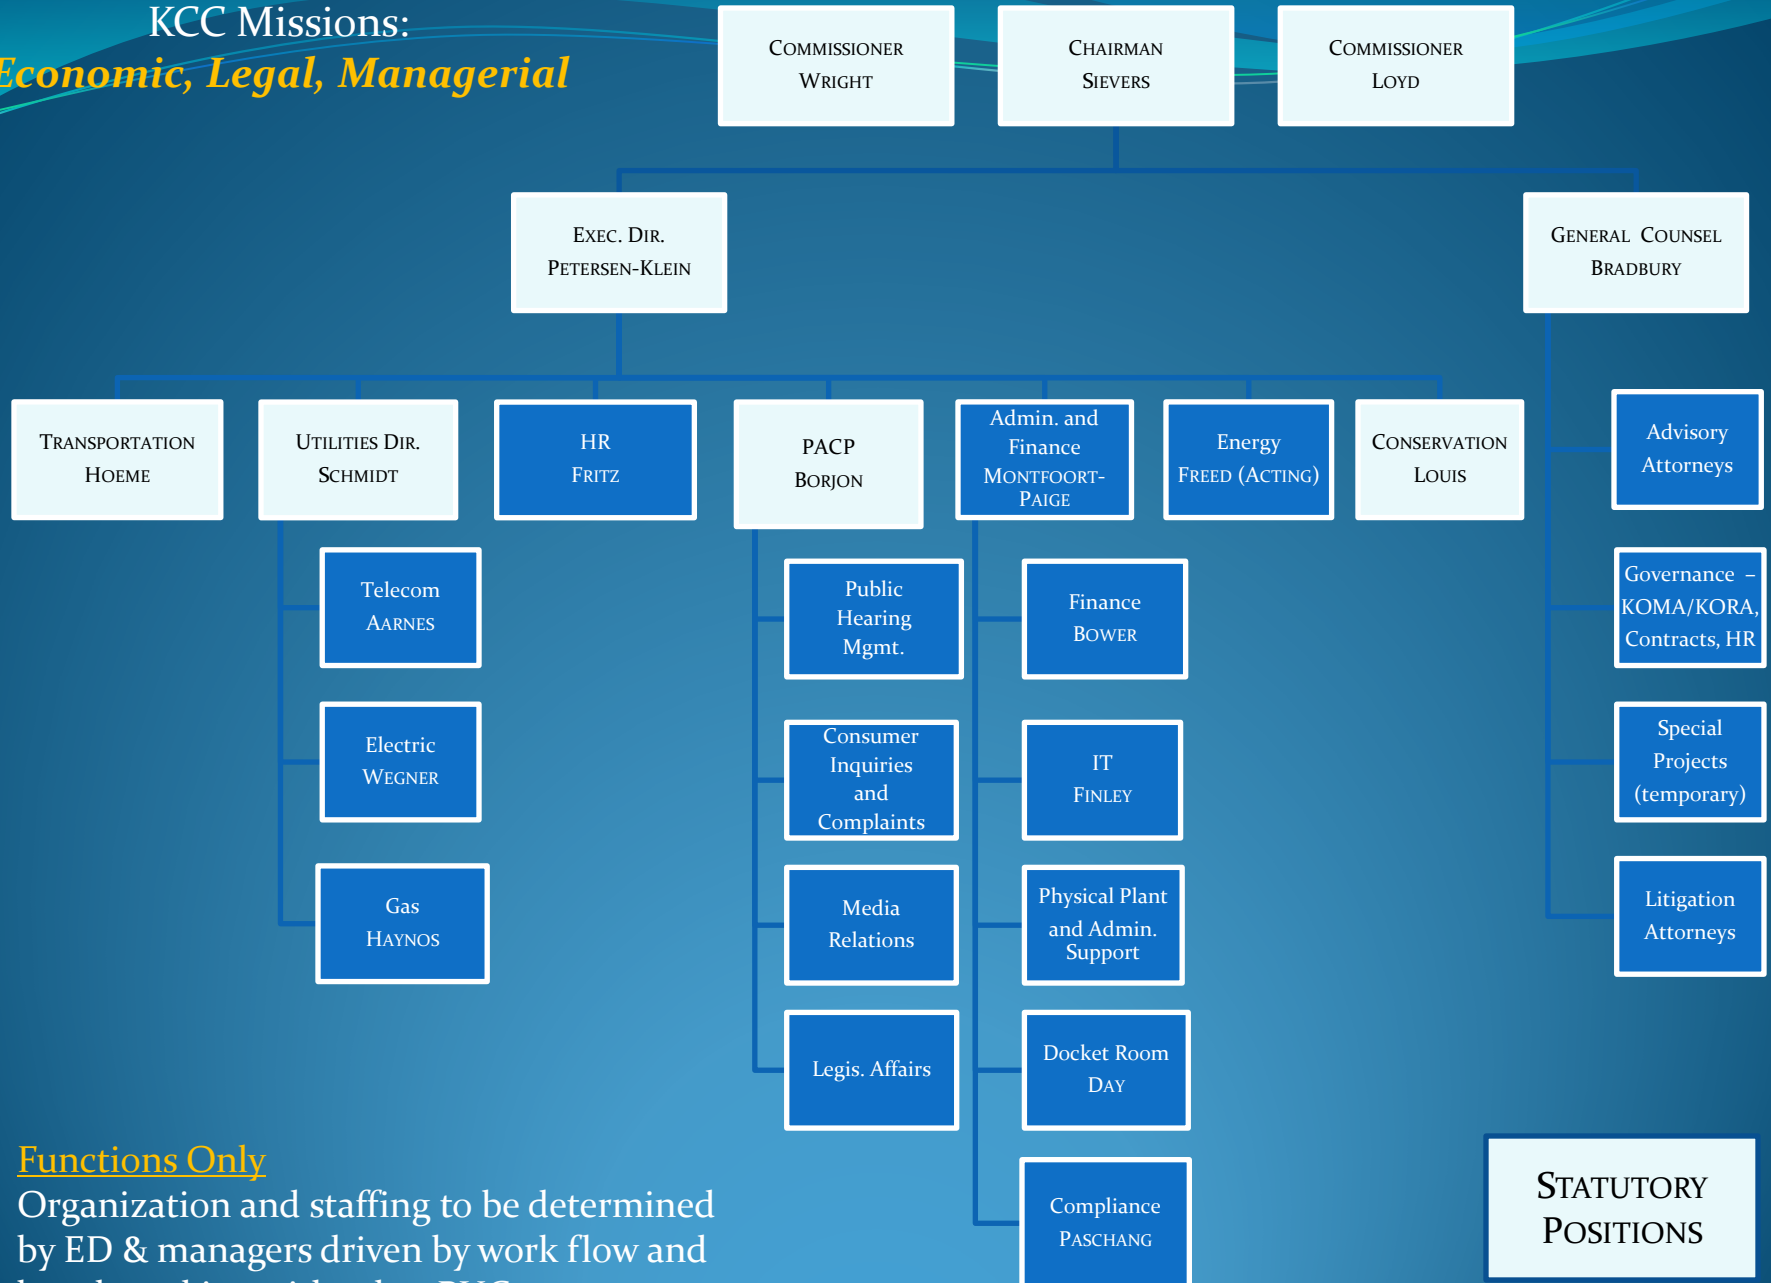 KCC Missions:
Economic, Legal, Managerial
COMMISSIONER
WRIGHT
CHAIRMAN
SIEVERS
COMMISSIONER
LOYD
EXEC. DIR.
PETERSEN-KLEIN
GENERAL COUNSEL
BRADBURY
TRANSPORTATION
HOEME
UTILITIES DIR.
SCHMIDT
HR
FRITZ
PACP
BORJON
Admin. and
Finance
MONTFOORT-
PAIGE
Energy
FREED (ACTING)
CONSERVATION
LOUIS
Advisory
Attorneys
Telecom
AARNES
Electric
WEGNER
Gas
HAYNOS
Public
Hearing
Mgmt.
Consumer
Inquiries
and
Complaints
Media
Relations
Legis. Affairs
Finance
BOWER
IT
FINLEY
Physical Plant
and Admin.
Support
Docket Room
DAY
Compliance
PASCHANG
Governance –
KOMA/KORA,
Contracts, HR
Special
Projects
(temporary)
Litigation
Attorneys
Functions Only
Organization and staffing to be determined
by ED & managers driven by work flow and
STATUTORY
POSITIONS